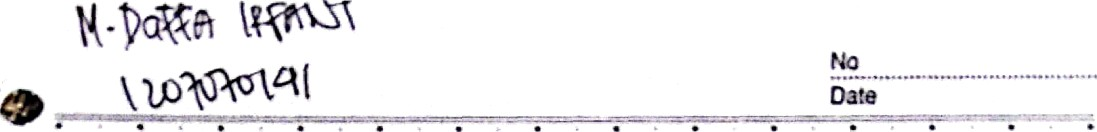 M. Daffa IRFANI
No
1207070141
Date